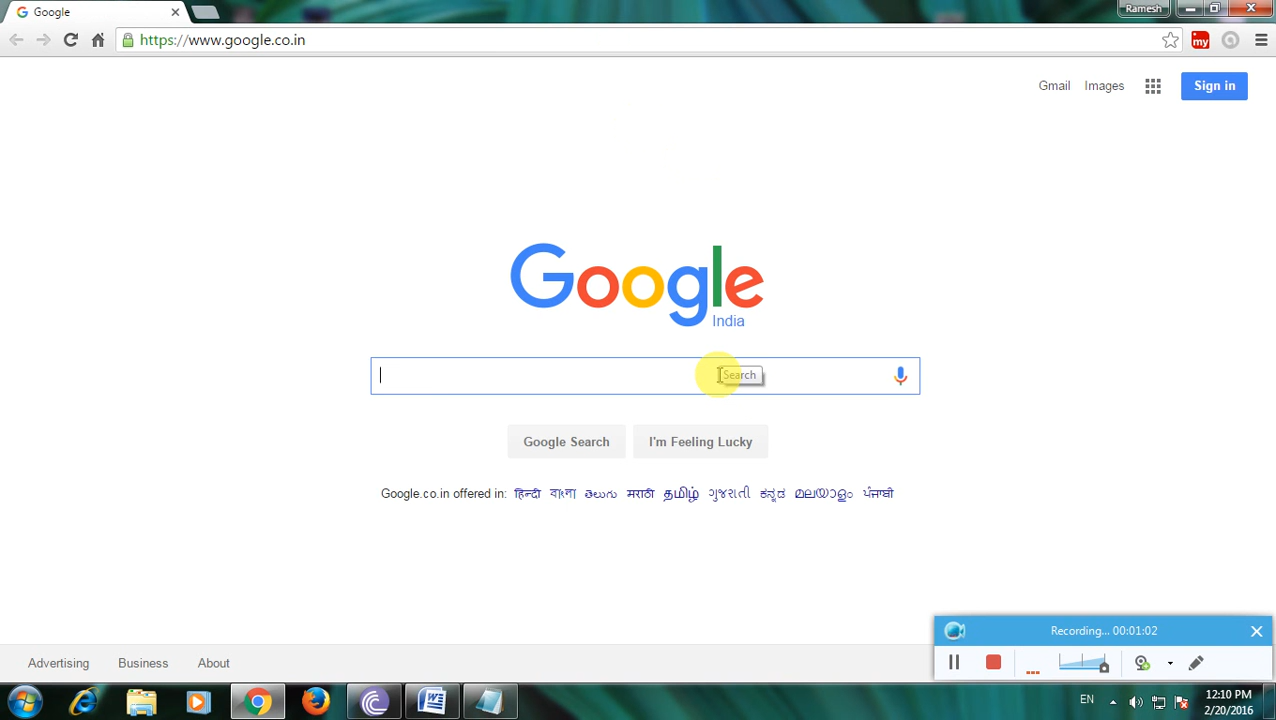 Google
Ramesh
https://www.google.co.in
my
Gmail Images Sign in
Google
India
Search
Google Search I'm Feeling Lucky
Google.co.in offered in: हिन्दी বাংলা తెలుగు मराठी தமிழ் ગુજરાતી ಕನ್ನಡ മലയാളം ਪੰਜਾਬੀ
Recording... 00:01:02
Advertising Business About
EN
12:10 PM
2/20/2016